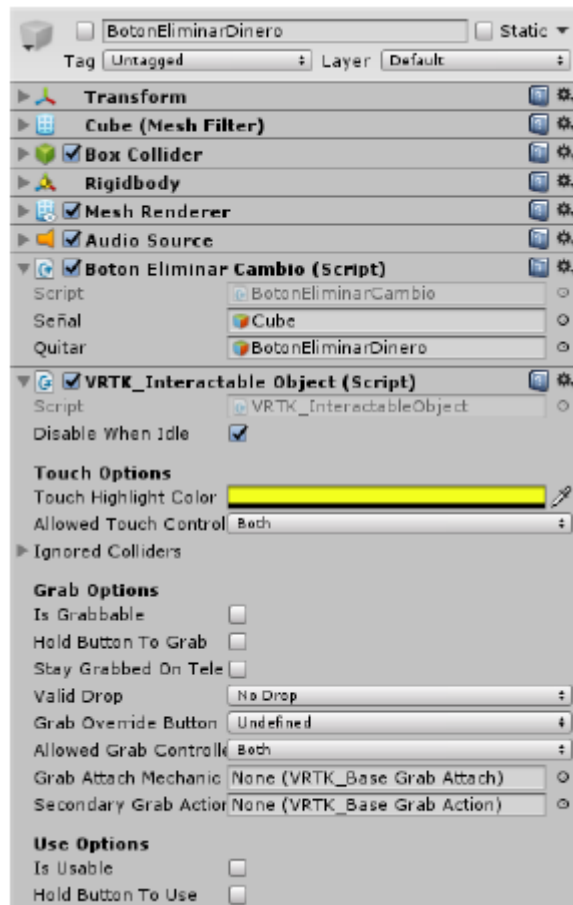 BotonEliminarDinero Static
Tag Untagged Layer Default
Transform
Cube (Mesh Filter)
Box Collider
Rigidbody
Mesh Renderer
Audio Source
Boton Eliminar Cambio (Script)
Script BotonEliminarCambio
Señal Cube
Quitar BotonEliminarDinero
VRTK_Interactable Object (Script)
Script VRTK_InteractableObject
Disable When Idle
Touch Options
Touch Highlight Color
Allowed Touch Control Both
Ignored Colliders
Grab Options
Is Grabbable
Hold Button To Grab
Stay Grabbed On Tele
Valid Drop No Drop
Grab Override Button Undefined
Allowed Grab Controlle Both
Grab Attach Mechanic None (VRTK_Base Grab Attach)
Secondary Grab Action None (VRTK_Base Grab Action)
Use Options
Is Usable
Hold Button To Use